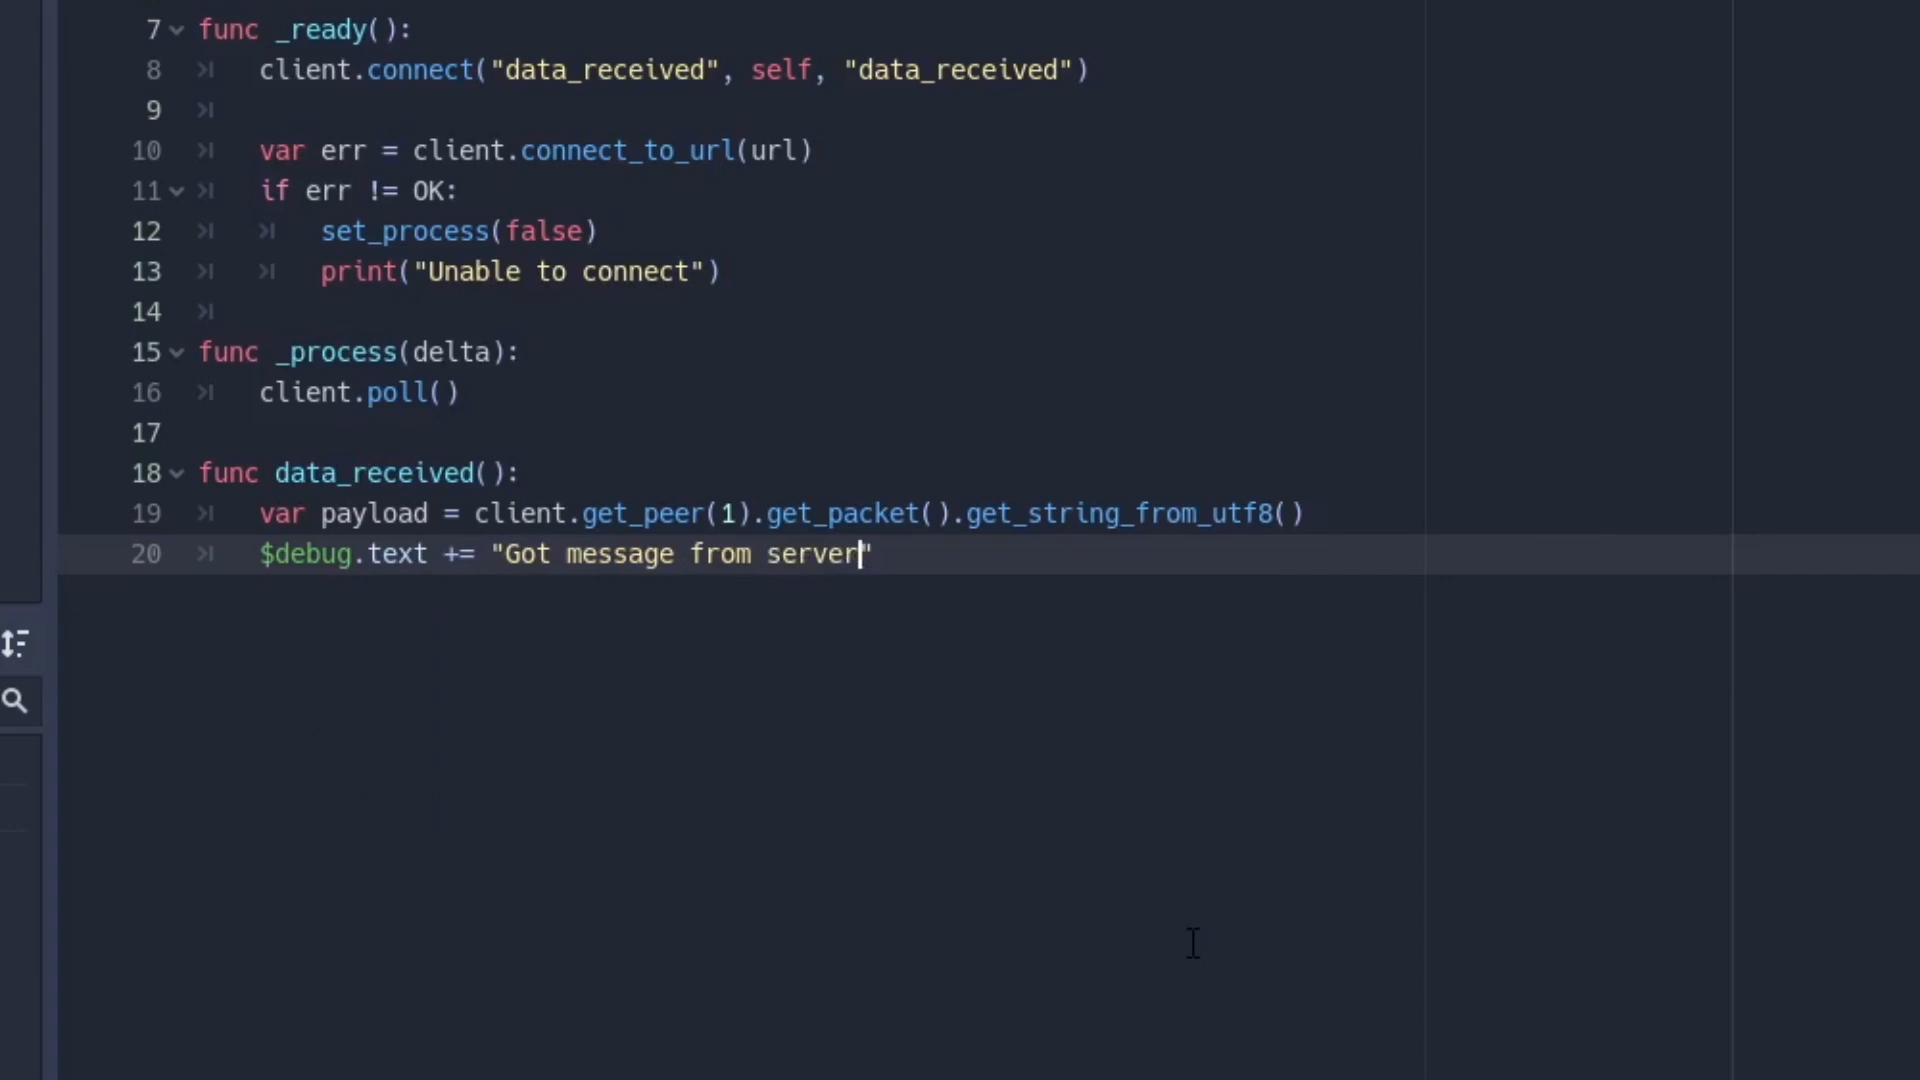 7 func _ready():
8 client.connect("data_received", self, "data_received")
9
10 var err = client.connect_to_url(url)
11 if err != OK:
12 set_process(false)
13 print("Unable to connect")
14
15 func _process(delta):
16 client.poll()
17
18 func data_received():
19 var payload = client.get_peer(1).get_packet().get_string_from_utf8()
20 $debug.text += "Got message from server"